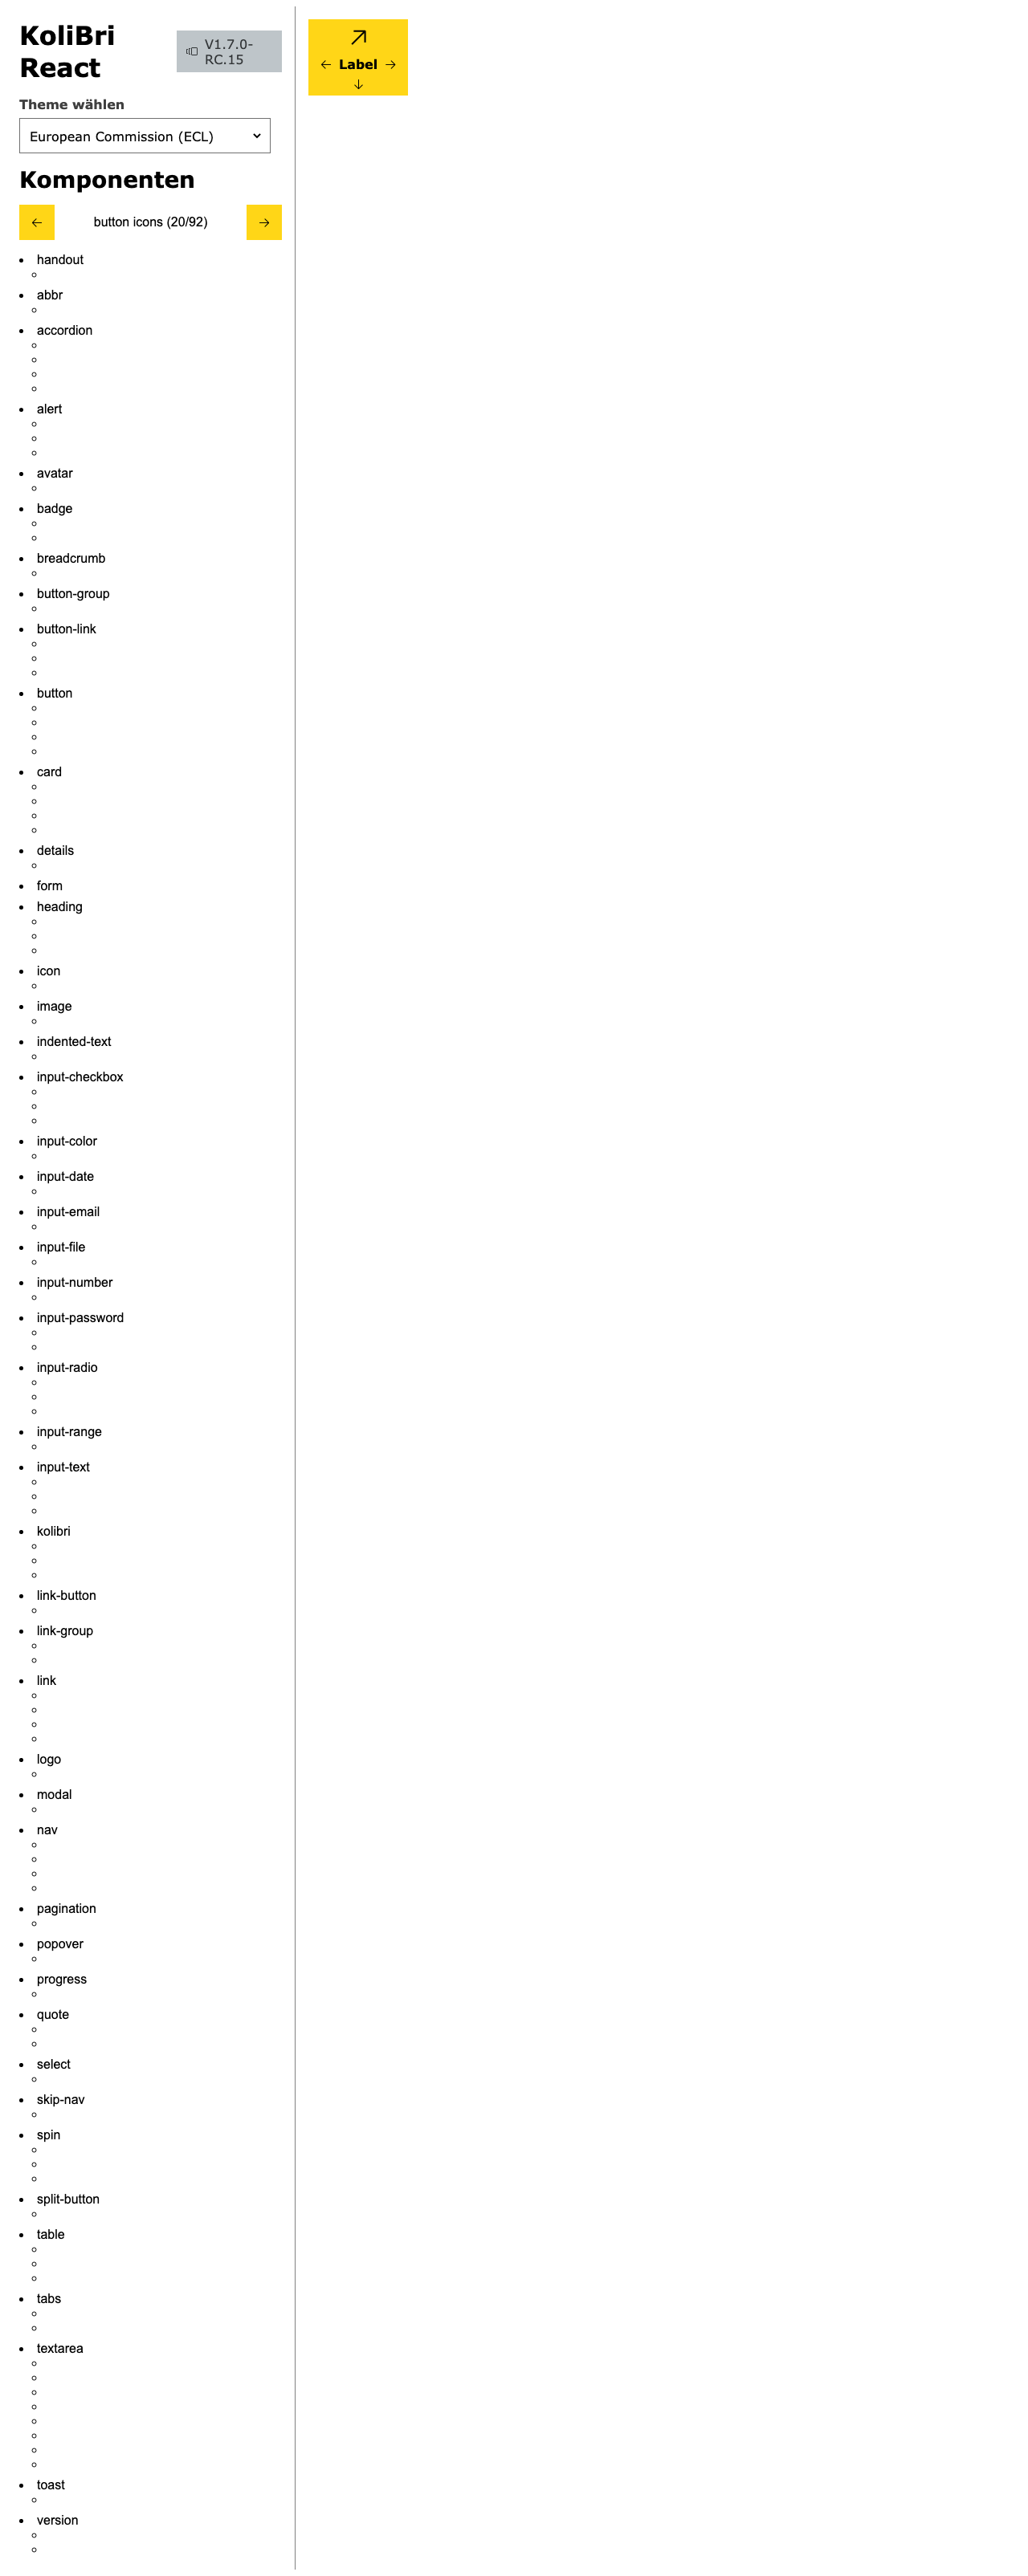 KoliBri
React
V1.7.0-
RC.15
Theme wählen
European Commission (ECL)
Komponenten
button icons (20/92)
handout
abbr
accordion
alert
avatar
badge
breadcrumb
button-group
button-link
button
card
details
form
heading
icon
image
indented-text
input-checkbox
input-color
input-date
input-email
input-file
input-number
input-password
input-radio
input-range
input-text
kolibri
link-button
link-group
link
logo
modal
nav
pagination
popover
progress
quote
select
skip-nav
spin
split-button
table
tabs
textarea
toast
version
Label